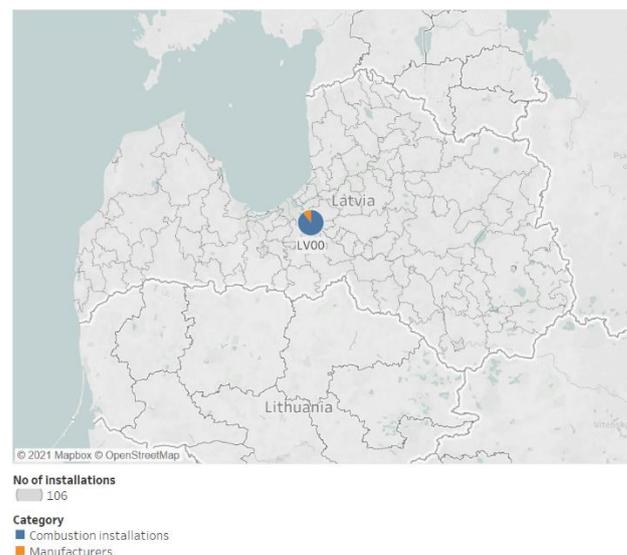 Latvia
LV00
Lithuania
© 2021 Mapbox © OpenStreetMap
No of installations
106
Category
Combustion installations
Manufacturers